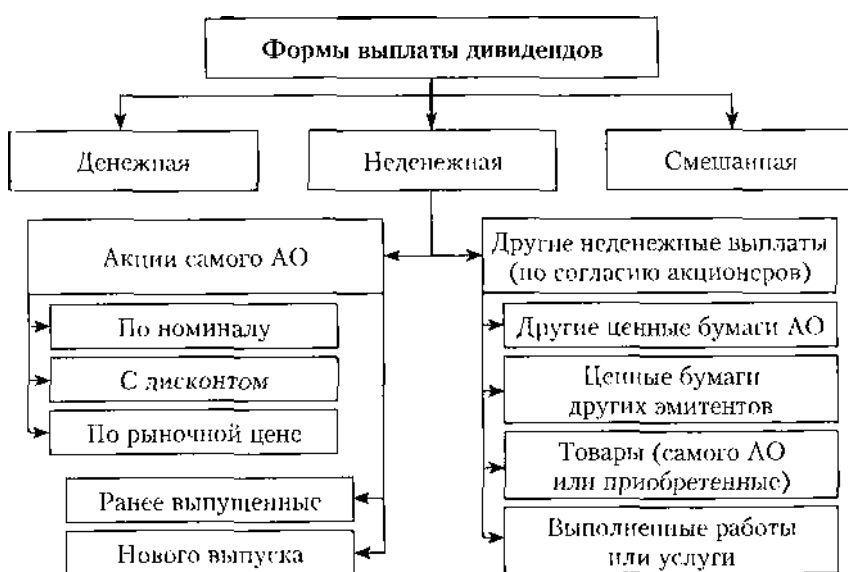 Формы выплаты дивидендов
Денежная
Неденежная
Смешанная
Акции самого АО
По номиналу
С дисконтом
По рыночной цене
Ранее выпущенные
Нового выпуска
Другие неденежные выплаты
(по согласию акционеров)
Другие ценные бумаги АО
Ценные бумаги
других эмитентов
Товары (самого АО
или приобретенные)
Выполненные работы
или услуги